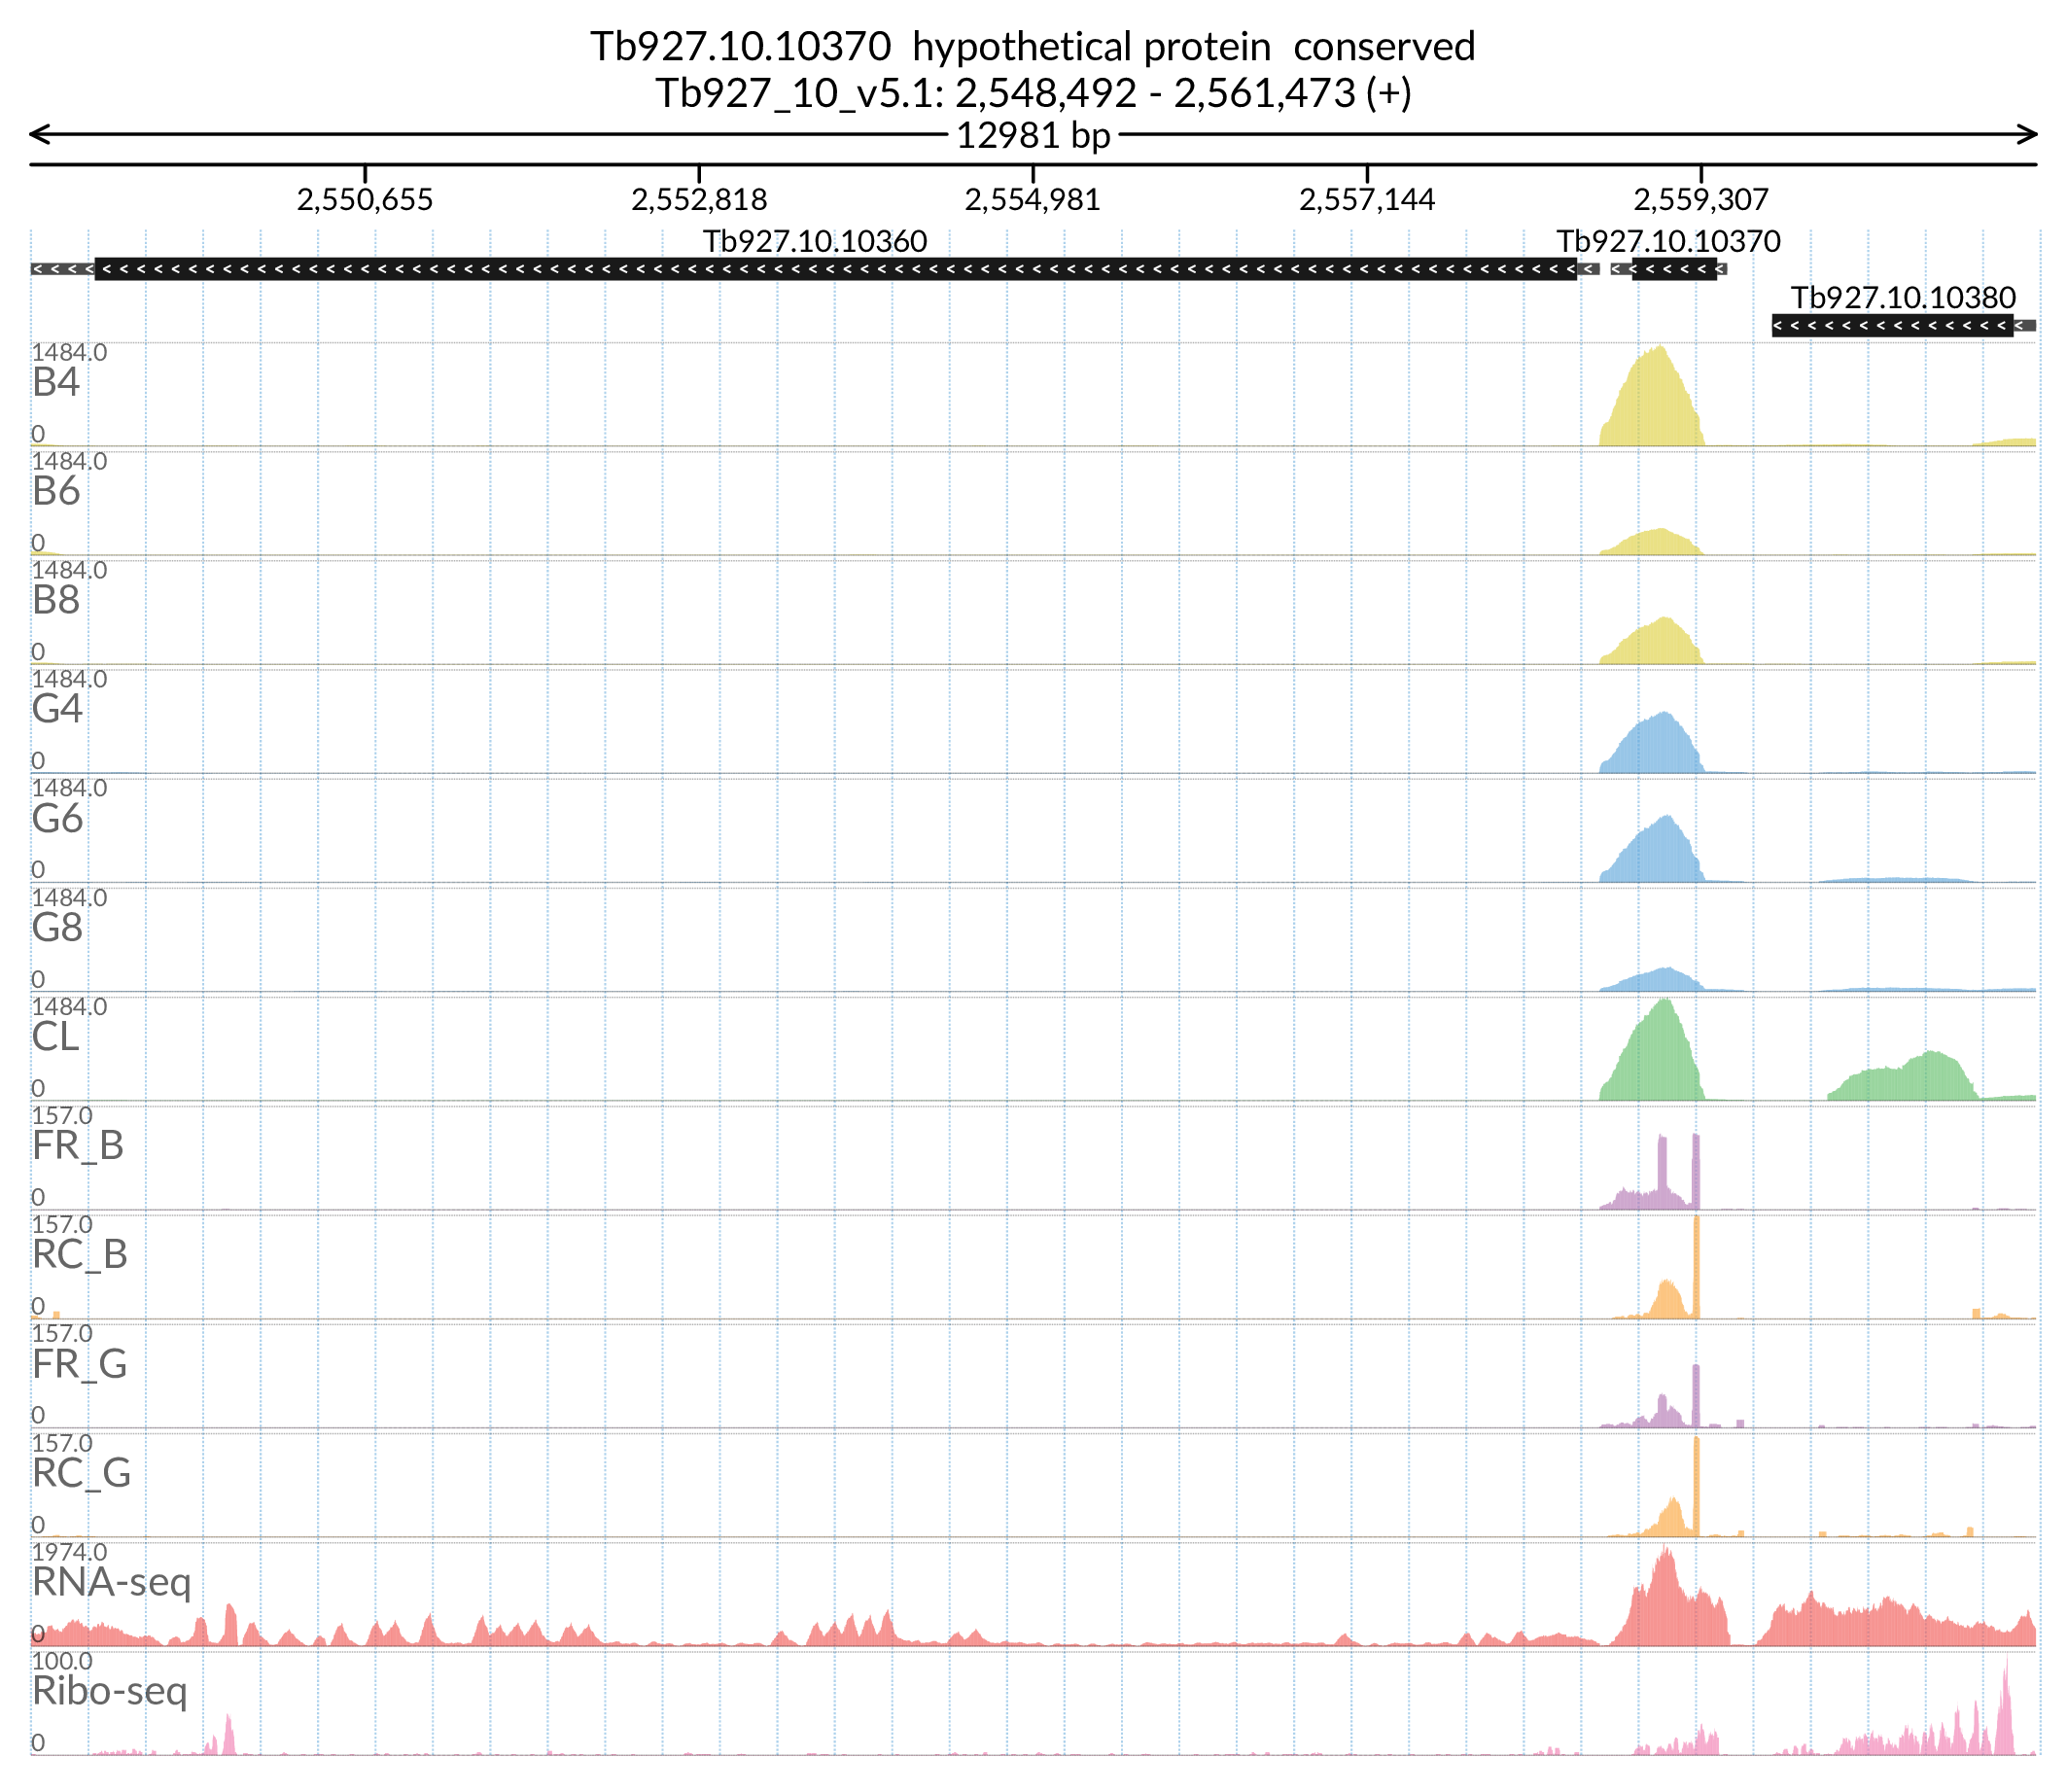 Tb927.10.10370 hypothetical protein conserved
Tb927_10_v5.1: 2,548,492 - 2,561,473 (+)
12981 bp
2,550,655 2,552,818 2,554,981 2,557,144 2,559,307
Tb927.10.10360 Tb927.10.10370
Tb927.10.10380
1484.0
B4
0
1484.0
B6
0
1484.0
B8
0
1484.0
G4
0
1484.0
G6
0
1484.0
G8
0
1484.0
CL
0
157.0
FR_B
0
157.0
RC_B
0
157.0
FR_G
0
157.0
RC_G
0
1974.0
RNA-seq
0
100.0
Ribo-seq
0